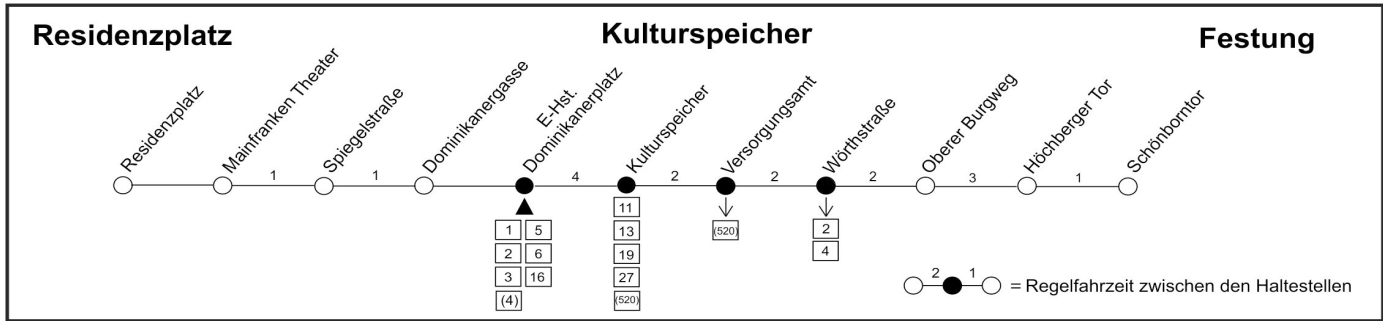 Residenzplatz
Kulturspeicher
Festung
Residenzplatz
Mainfranken Theater
Spiegelstraße
Dominikanergasse
E-Hst.
Dominikanerplatz
Kulturspeicher
Versorgungsamt
Wörthstraße
Oberer Burgweg
Höchberger Tor
Schönborntor
1 1 4 2 2 2 3 1
1 5
2 6
3 16
(4)
11
13
19
27
(520)
(520)
2
4
2 1
= Regelfahrzeit zwischen den Haltestellen